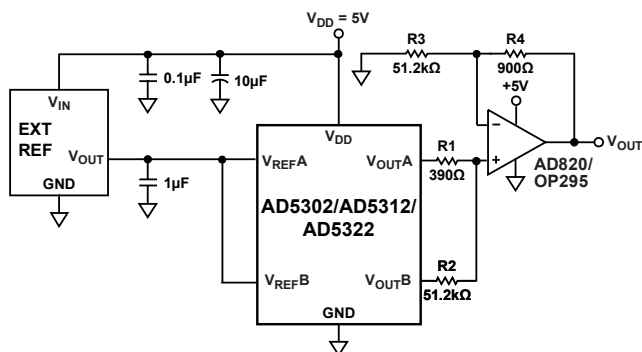 V_DD = 5V
0.1µF
10µF
R3
51.2kΩ
R4
900Ω
+5V
V_IN
EXT
REF
V_OUT
GND
1µF
V_DD
V_REFA
V_OUTA
R1
390Ω
−
+
V_OUT
AD820/
OP295
AD5302/AD5312/
AD5322
V_REFB
V_OUTB
R2
51.2kΩ
GND